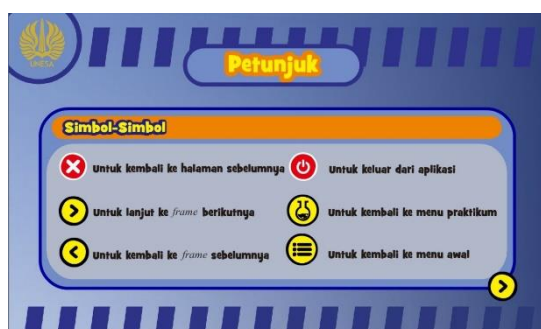 UNESA
Petunjuk
Simbol-Simbol
Untuk kembali ke halaman sebelumnya
Untuk keluar dari aplikasi
Untuk lanjut ke frame berikutnya
Untuk kembali ke menu praktikum
Untuk kembali ke frame sebelumnya
Untuk kembali ke menu awal